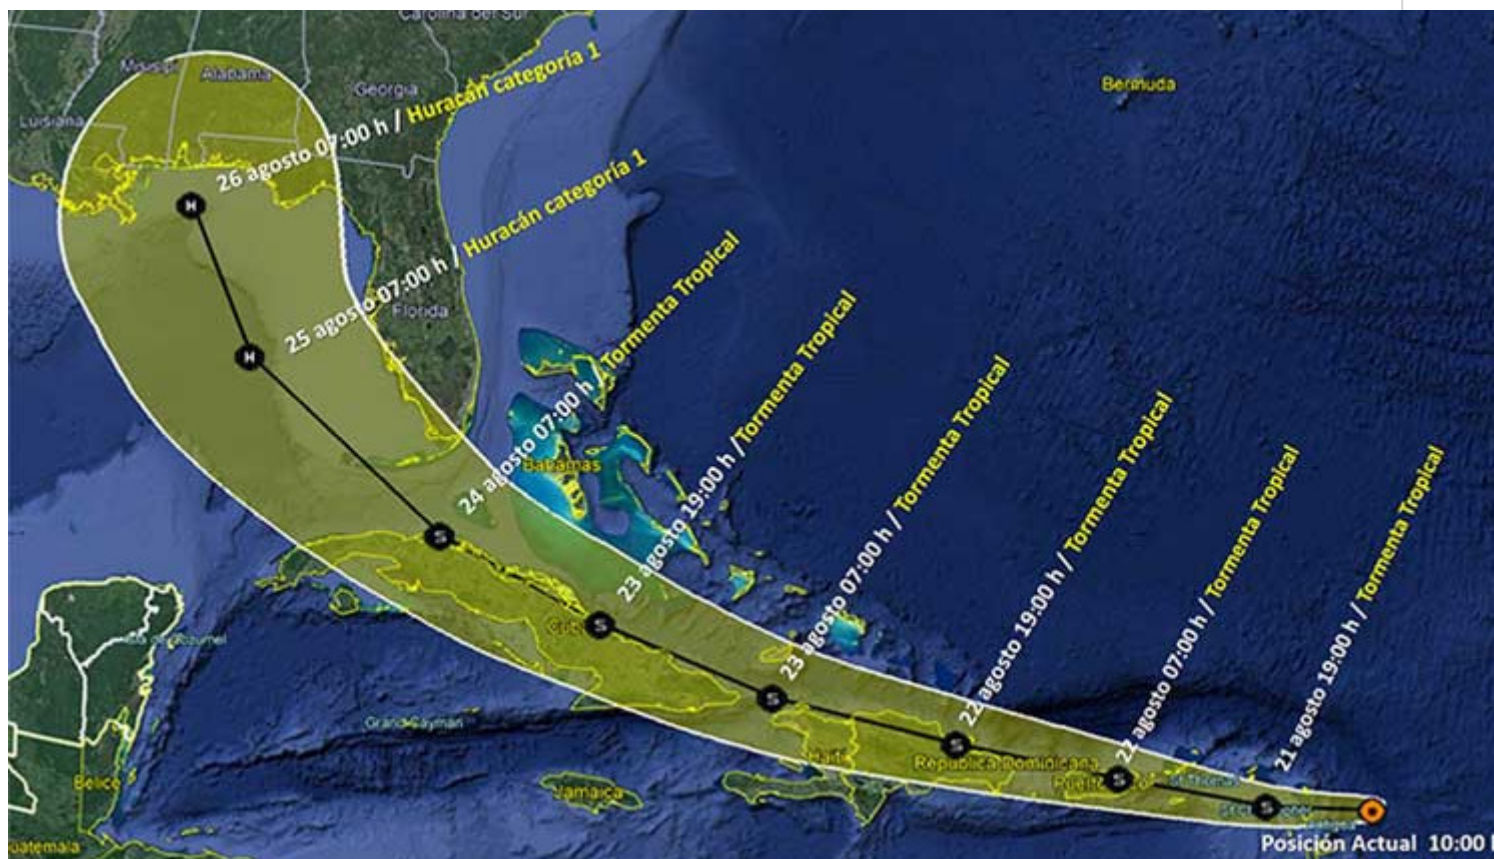 Carolina del Sur
Misisipi
Alabama
Georgia
Luisiana
Bermuda
26 agosto 07:00 h / Huracán categoría 1
25 agosto 07:00 h / Huracán categoría 1
Florida
24 agosto 07:00 h / Tormenta Tropical
Bahamas
23 agosto 19:00 h /Tormenta Tropical
23 agosto 07:00 h / Tormenta Tropical
22 agosto 19:00 h / Tormenta Tropical
22 agosto 07:00 h / Tormenta Tropical
21 agosto 19:00 h / Tormenta Tropical
H
H
S
S
S
S
S
S
Grand Cayman
Haití
República Dominicana
Jamaica
Belice
Posición Actual 10:00